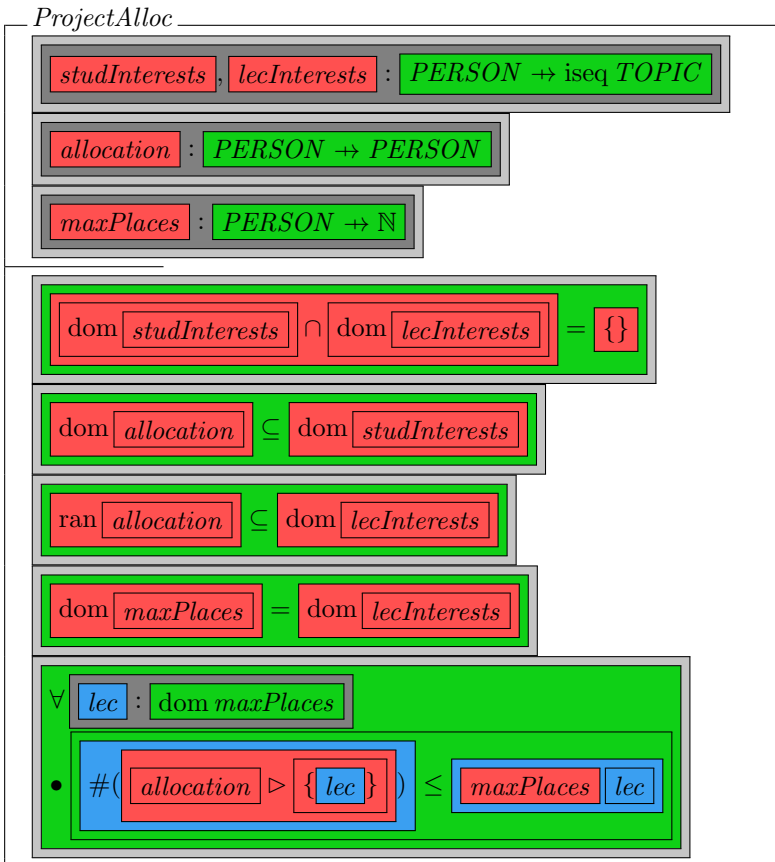 ProjectAlloc
studInterests, lecInterests : PERSON ⇸ iseq TOPIC
allocation : PERSON ⇸ PERSON
maxPlaces : PERSON ⇸ ℕ
dom studInterests ∩ dom lecInterests = {}
dom allocation ⊆ dom studInterests
ran allocation ⊆ dom lecInterests
dom maxPlaces = dom lecInterests
∀ lec : dom maxPlaces
• #( allocation ▷ { lec } ) ≤ maxPlaces lec